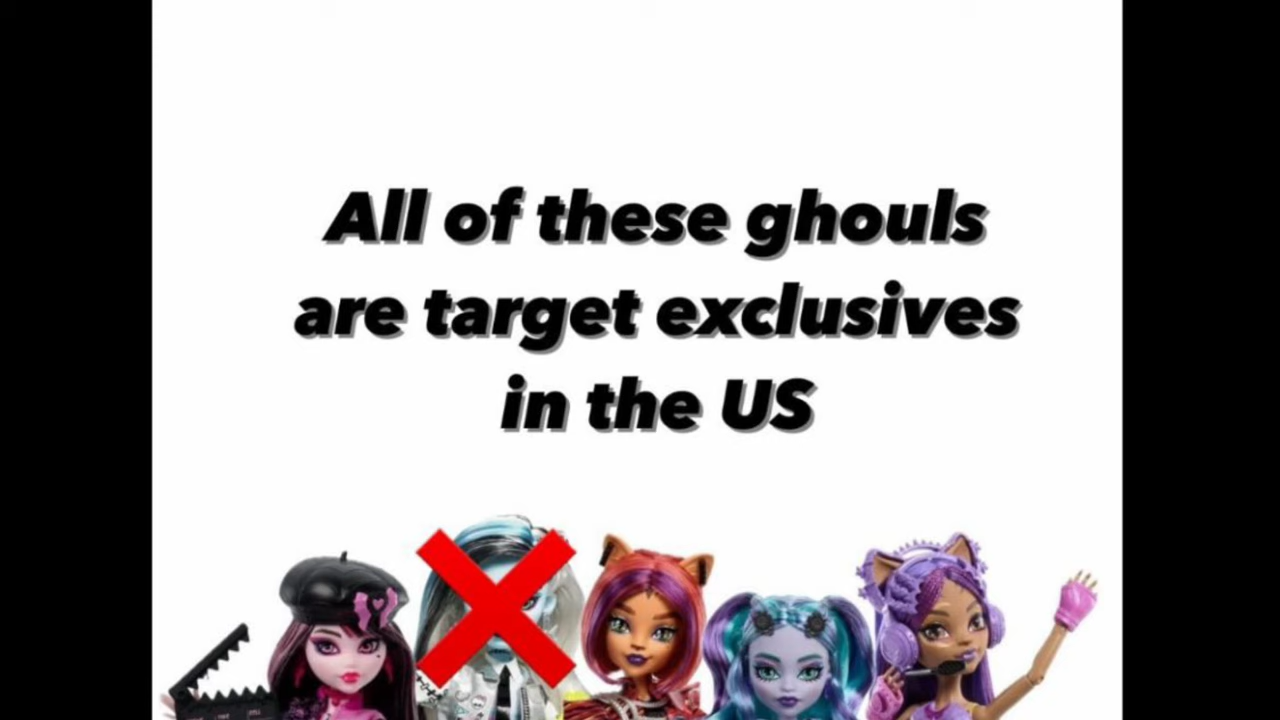 All of these ghouls
are target exclusives
in the US